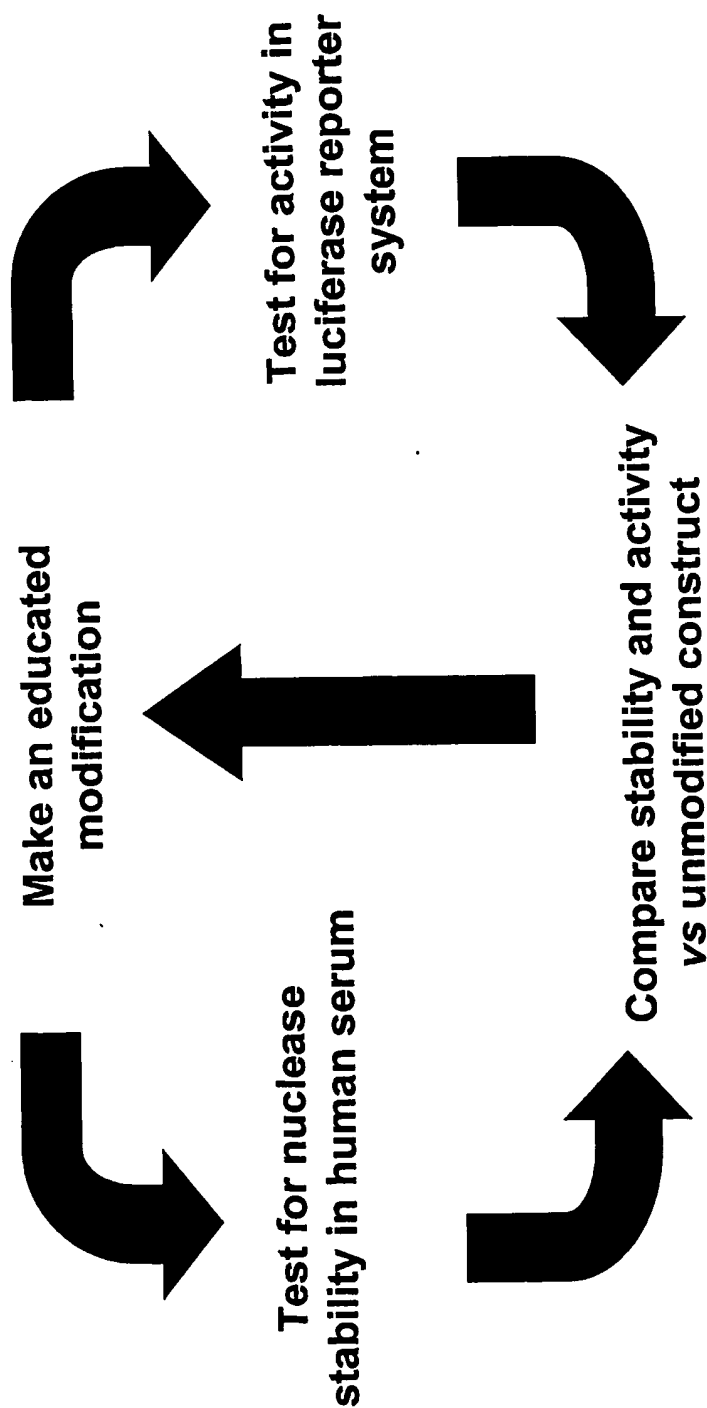 Make an educated
modification
Test for nuclease
stability in human serum
Test for activity in
luciferase reporter
system
Compare stability and activity
vs unmodified construct